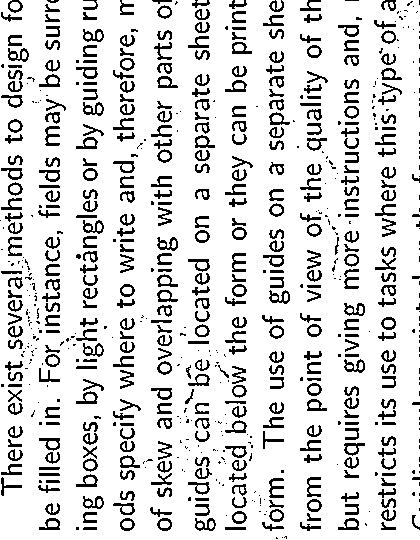 There exist several methods to design fo
be filled in. For instance, fields may be surr
ing boxes, by light rectangles or by guiding ru
ods specify where to write and, therefore, m
of skew and overlapping with other parts of
guides can be located on a separate sheet
located below the form or they can be print
form. The use of guides on a separate she
from the point of view of the quality of th
but requires giving more instructions and,
restricts its use to tasks where this type of a